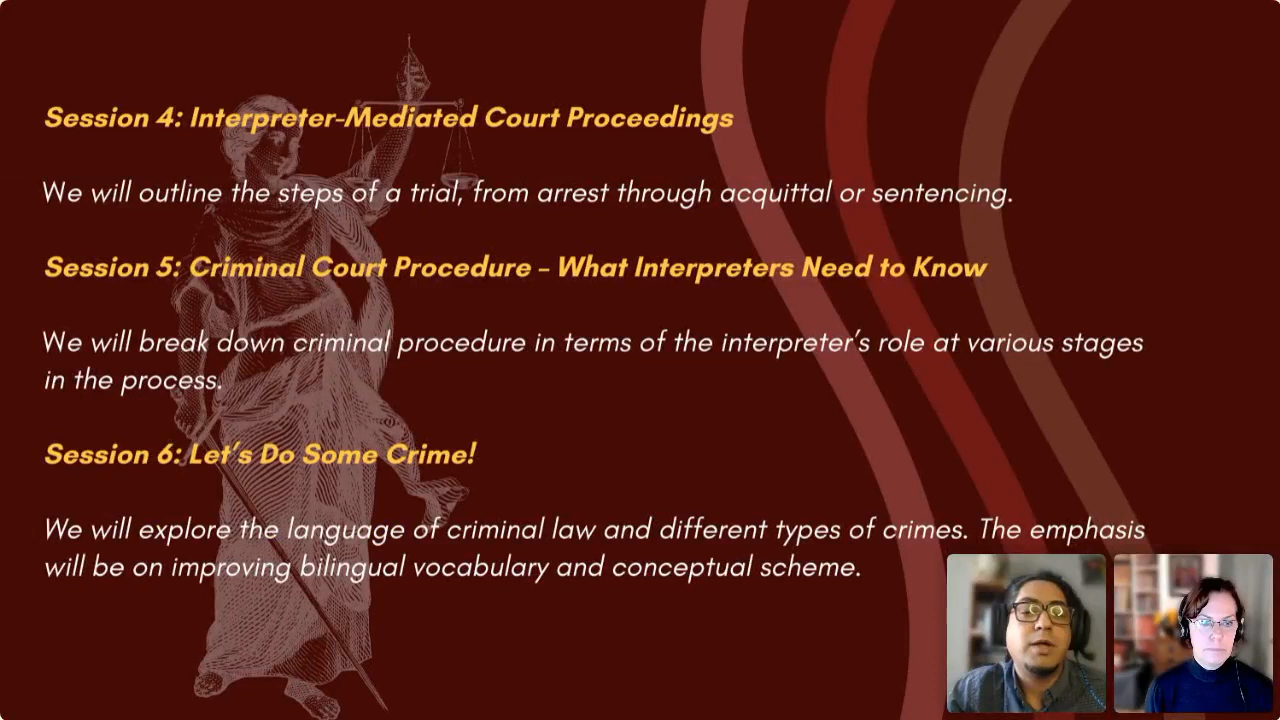 Session 4: Interpreter-Mediated Court Proceedings
We will outline the steps of a trial, from arrest through acquittal or sentencing.
Session 5: Criminal Court Procedure – What Interpreters Need to Know
We will break down criminal procedure in terms of the interpreter’s role at various stages
in the process.
Session 6: Let’s Do Some Crime!
We will explore the language of criminal law and different types of crimes. The emphasis
will be on improving bilingual vocabulary and conceptual scheme.